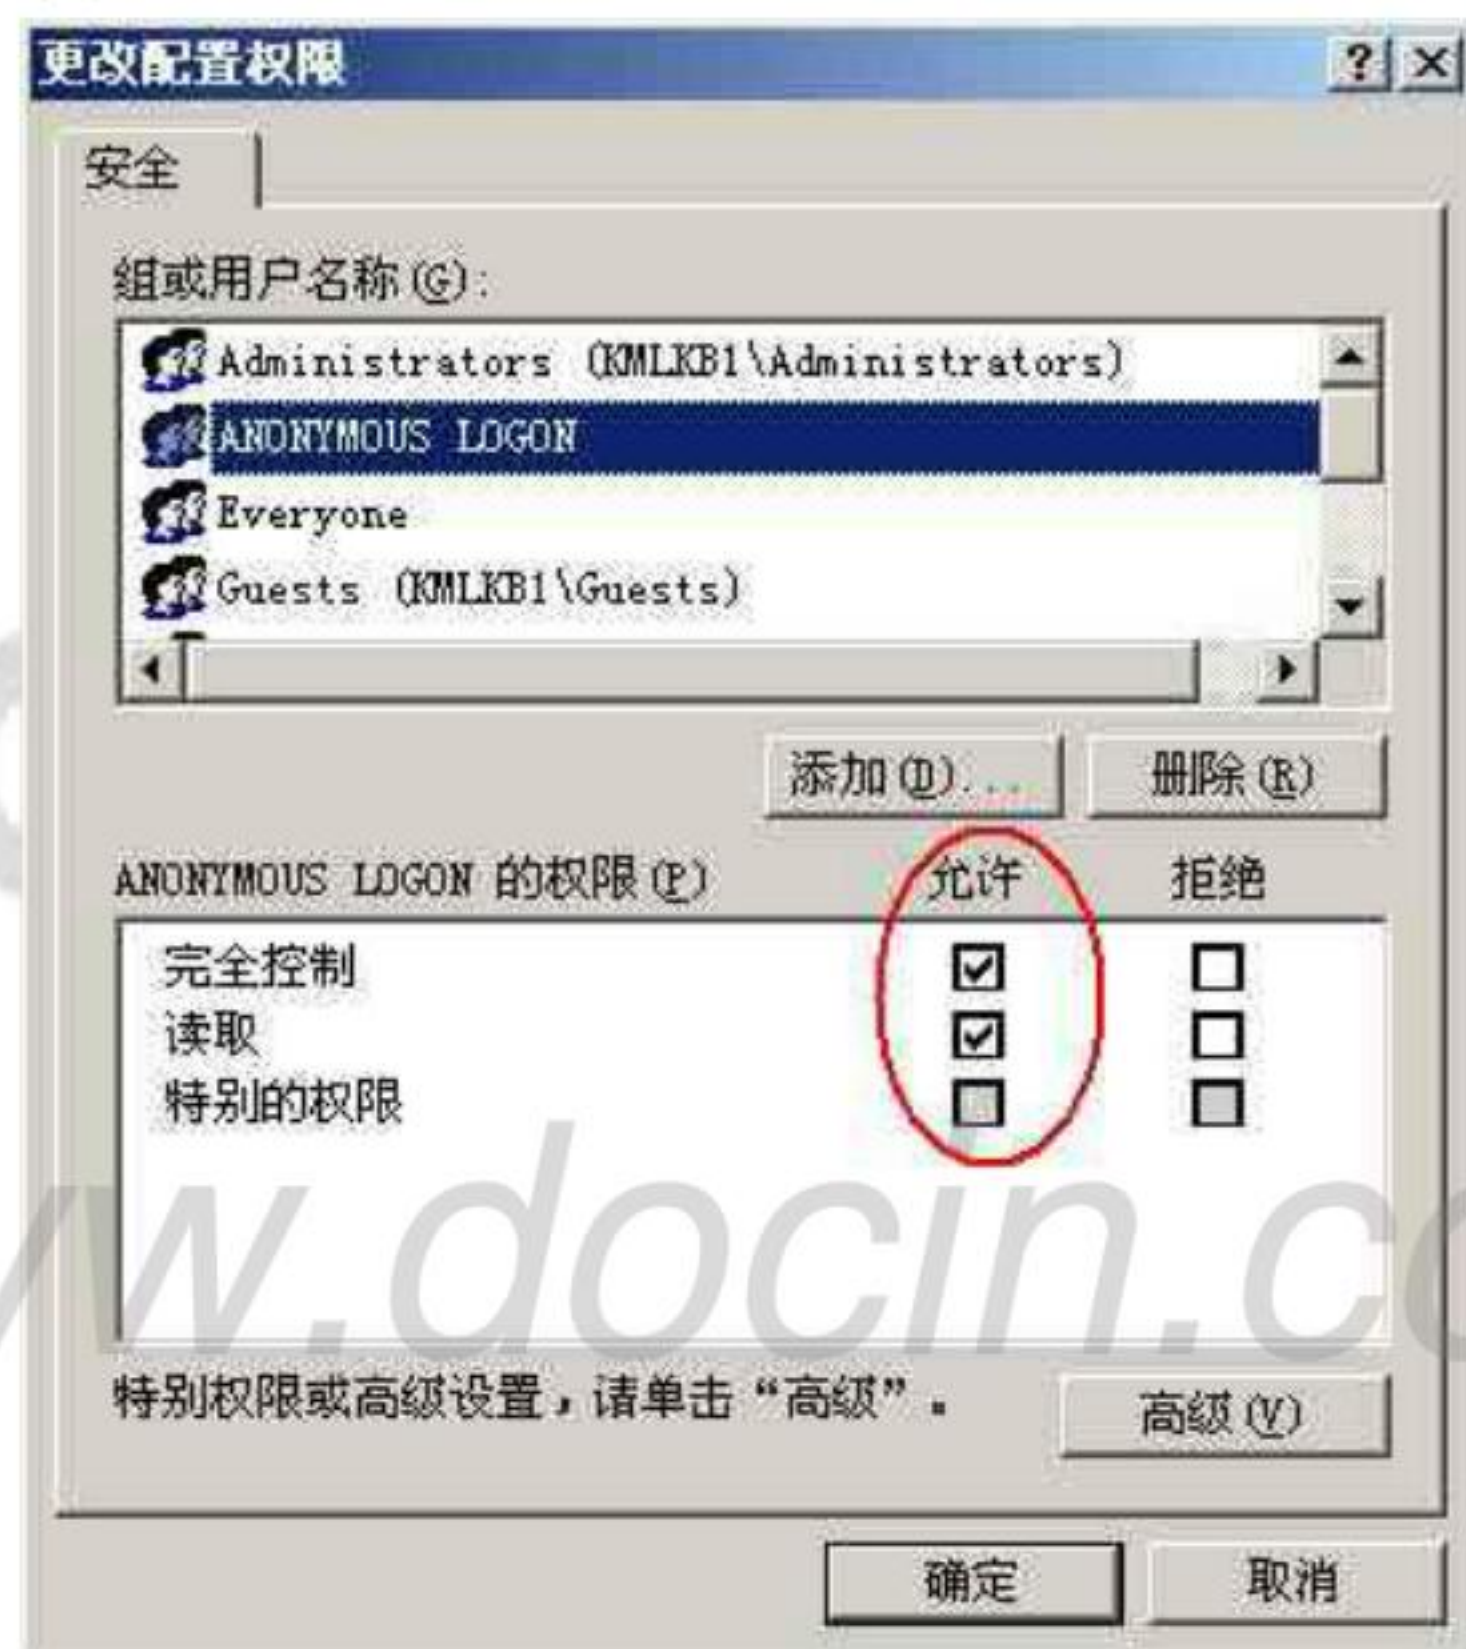 更改配置权限
安全
组或用户名称(G):
Administrators (KMLKB1\Administrators)
ANONYMOUS LOGON
Everyone
Guests (KMLKB1\Guests)
添加(D)... 删除(R)
ANONYMOUS LOGON 的权限(P) 允许 拒绝
完全控制
读取
特别的权限
特别权限或高级设置，请单击“高级”。 高级(V)
确定 取消
w.docin.co